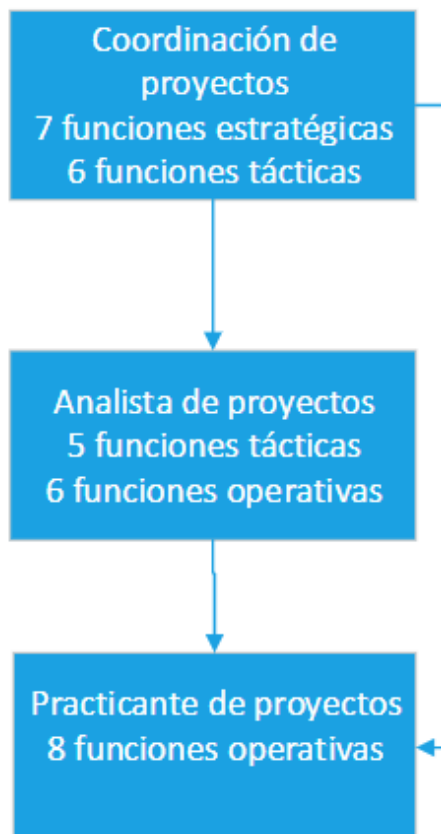 Coordinación de
proyectos
7 funciones estratégicas
6 funciones tácticas
Analista de proyectos
5 funciones tácticas
6 funciones operativas
Practicante de proyectos
8 funciones operativas